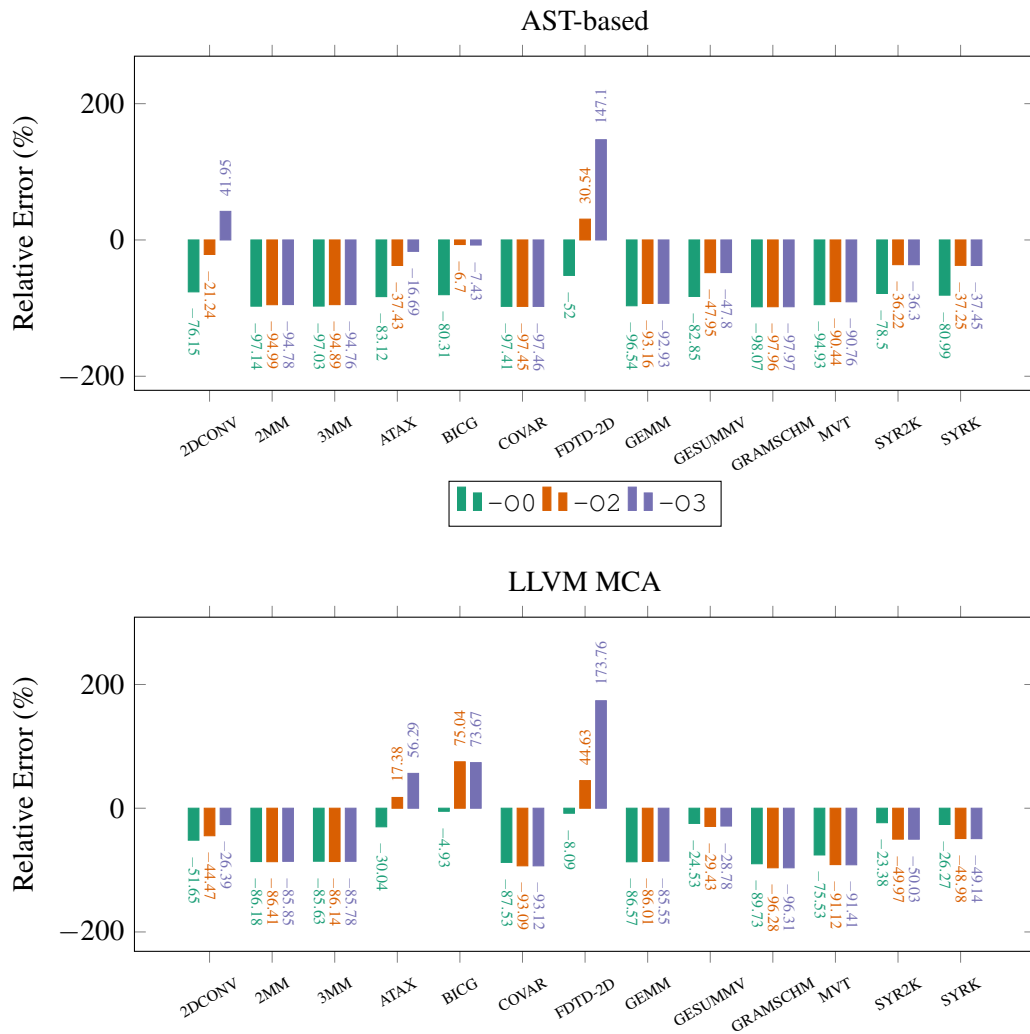 AST-based
Relative Error (%)
200
0
−200
−76.15
−21.24
41.95
−97.14
−94.99
−94.78
−97.03
−94.89
−94.76
−83.12
−37.43
−16.69
−80.31
−6.7
−7.43
−97.41
−97.45
−97.46
−52
30.54
147.1
−96.54
−93.16
−92.93
−82.85
−47.95
−47.8
−98.07
−97.96
−97.97
−94.93
−90.44
−90.76
−78.5
−36.22
−36.3
−80.99
−37.25
−37.45
2DCONV
2MM
3MM
ATAX
BICG
COVAR
FDTD-2D
GEMM
GESUMMV
GRAMSCHM
MVT
SYR2K
SYRK
-O0 -O2 -O3
LLVM MCA
Relative Error (%)
200
0
−200
−51.65
−44.47
−26.39
−86.18
−86.41
−85.85
−85.63
−86.14
−85.78
−30.04
17.38
56.29
−4.93
75.04
73.67
−87.53
−93.09
−93.12
−8.09
44.63
173.76
−86.57
−86.01
−85.55
−24.53
−29.43
−28.78
−89.73
−96.28
−96.31
−75.53
−91.12
−91.41
−23.38
−49.97
−50.03
−26.27
−48.98
−49.14
2DCONV
2MM
3MM
ATAX
BICG
COVAR
FDTD-2D
GEMM
GESUMMV
GRAMSCHM
MVT
SYR2K
SYRK